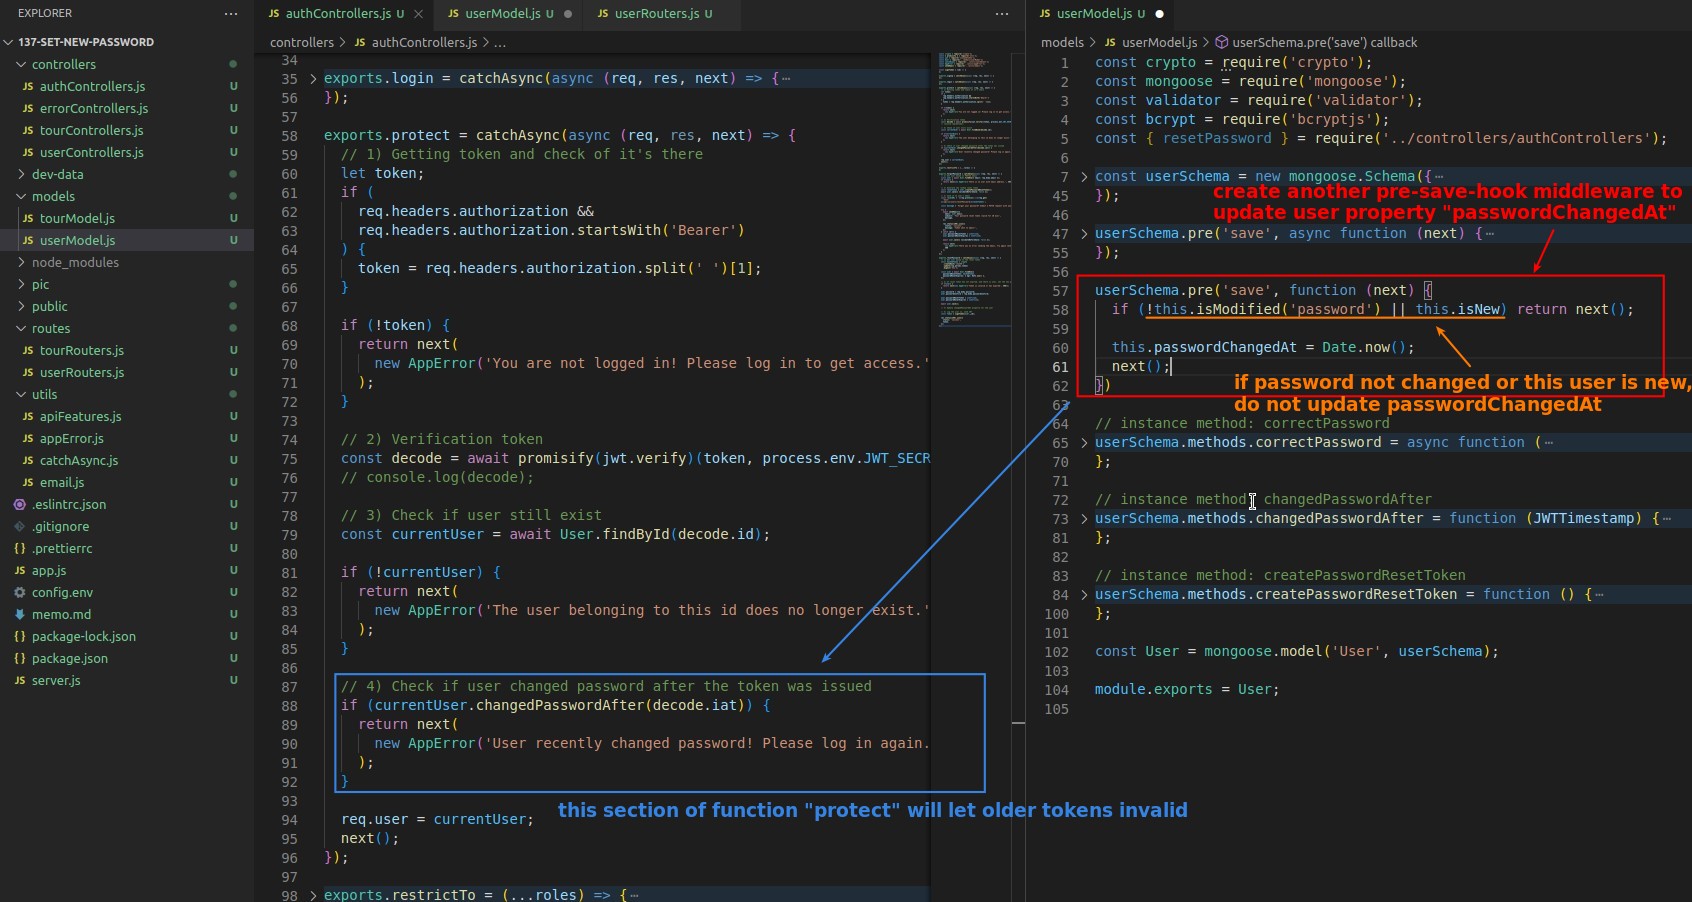 EXPLORER
137-SET-NEW-PASSWORD
controllers
JS authControllers.js U
JS errorControllers.js U
JS tourControllers.js U
JS userControllers.js U
dev-data
models
JS tourModel.js U
JS userModel.js U
node_modules
pic
public
routes
JS tourRouters.js U
JS userRouters.js U
utils
JS apiFeatures.js U
JS appError.js U
JS catchAsync.js U
JS email.js U
.eslintrc.json U
.gitignore U
{} .prettierrc U
JS app.js U
config.env U
memo.md U
{} package-lock.json U
{} package.json U
JS server.js U
JS authControllers.js U
JS userModel.js U
JS userRouters.js U
controllers > JS authControllers.js > ...
34
35 exports.login = catchAsync(async (req, res, next) => {
56 });
57
58 exports.protect = catchAsync(async (req, res, next) => {
59 // 1) Getting token and check of it's there
60 let token;
61 if (
62 req.headers.authorization &&
63 req.headers.authorization.startsWith('Bearer')
64 ) {
65 token = req.headers.authorization.split(' ')[1];
66 }
67
68 if (!token) {
69 return next(
70 new AppError('You are not logged in! Please log in to get access.'
71 );
72 }
73
74 // 2) Verification token
75 const decode = await promisify(jwt.verify)(token, process.env.JWT_SECR
76 // console.log(decode);
77
78 // 3) Check if user still exist
79 const currentUser = await User.findById(decode.id);
80
81 if (!currentUser) {
82 return next(
83 new AppError('The user belonging to this id does no longer exist.'
84 );
85 }
86
87 // 4) Check if user changed password after the token was issued
88 if (currentUser.changedPasswordAfter(decode.iat)) {
89 return next(
90 new AppError('User recently changed password! Please log in again.
91 );
92 }
93
this section of function "protect" will let older tokens invalid
94 req.user = currentUser;
95 next();
96 });
97
98 exports.restrictTo = (...roles) => {
JS userModel.js U
models > JS userModel.js > userSchema.pre('save') callback
1 const crypto = require('crypto');
2 const mongoose = require('mongoose');
3 const validator = require('validator');
4 const bcrypt = require('bcryptjs');
5 const { resetPassword } = require('../controllers/authControllers');
6
7 const userSchema = new mongoose.Schema({
create another pre-save-hook middleware to
45 });
46
update user property "passwordChangedAt"
47 userSchema.pre('save', async function (next) {
55 });
56
57 userSchema.pre('save', function (next) {
58 if (!this.isModified('password') || this.isNew) return next();
59
60 this.passwordChangedAt = Date.now();
61 next();
62 })
if password not changed or this user is new,
63
do not update passwordChangedAt
64 // instance method: correctPassword
65 userSchema.methods.correctPassword = async function (
70 };
71
72 // instance method: changedPasswordAfter
73 userSchema.methods.changedPasswordAfter = function (JWTTimestamp) {
81 };
82
83 // instance method: createPasswordResetToken
84 userSchema.methods.createPasswordResetToken = function () {
100 };
101
102 const User = mongoose.model('User', userSchema);
103
104 module.exports = User;
105